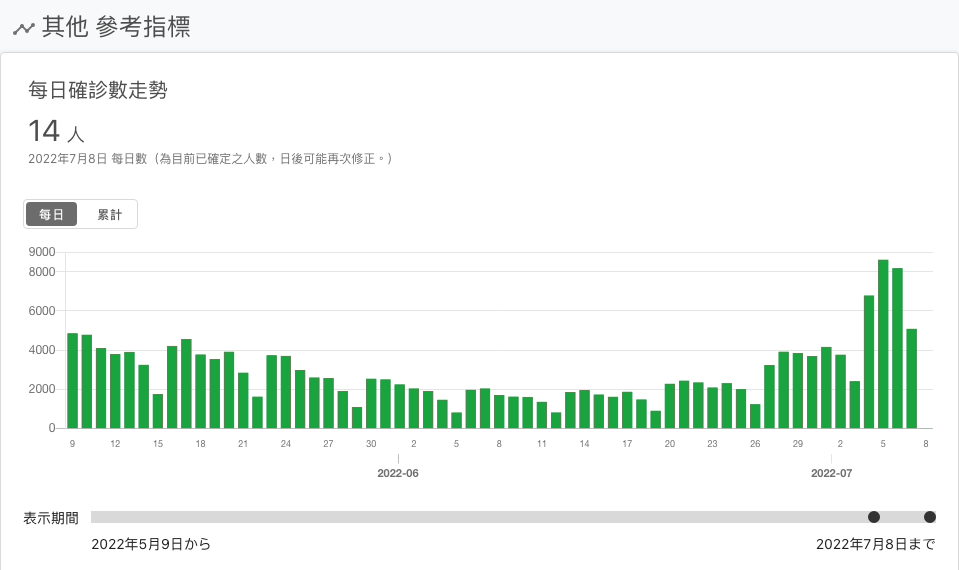 其他 參考指標
每日確診數走勢
14 人
2022年7月8日 每日數（為目前已確定之人數，日後可能再次修正。）
每日 累計
9000
8000
6000
4000
2000
0
9 12 15 18 21 24 27 30 2 5 8 11 14 17 20 23 26 29 2 5 8
2022-06 2022-07
表示期間
2022年5月9日から 2022年7月8日まで